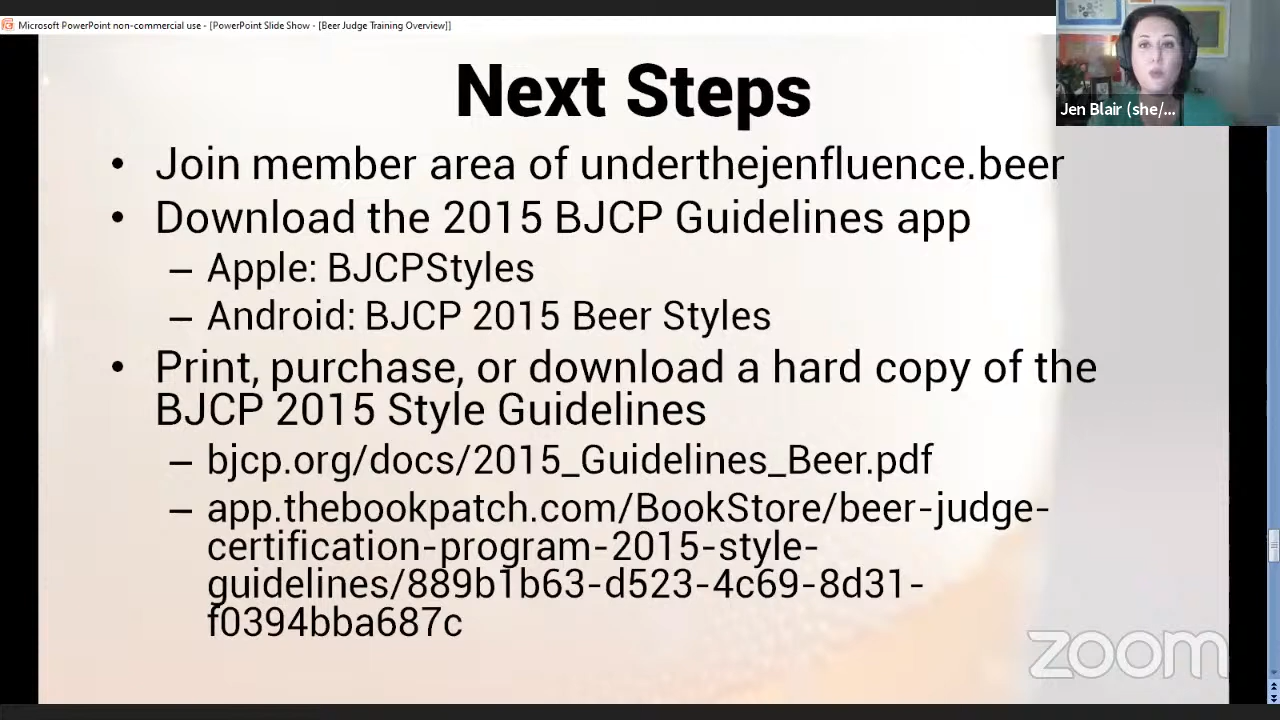 Microsoft PowerPoint non-commercial use - [PowerPoint Slide Show - [Beer Judge Training Overview]]
Jen Blair (she/...
Next Steps
• Join member area of underthejenfluence.beer
• Download the 2015 BJCP Guidelines app
– Apple: BJCPStyles
– Android: BJCP 2015 Beer Styles
• Print, purchase, or download a hard copy of the
BJCP 2015 Style Guidelines
– bjcp.org/docs/2015_Guidelines_Beer.pdf
– app.thebookpatch.com/BookStore/beer-judge-
certification-program-2015-style-
guidelines/889b1b63-d523-4c69-8d31-
f0394bba687c
zoom